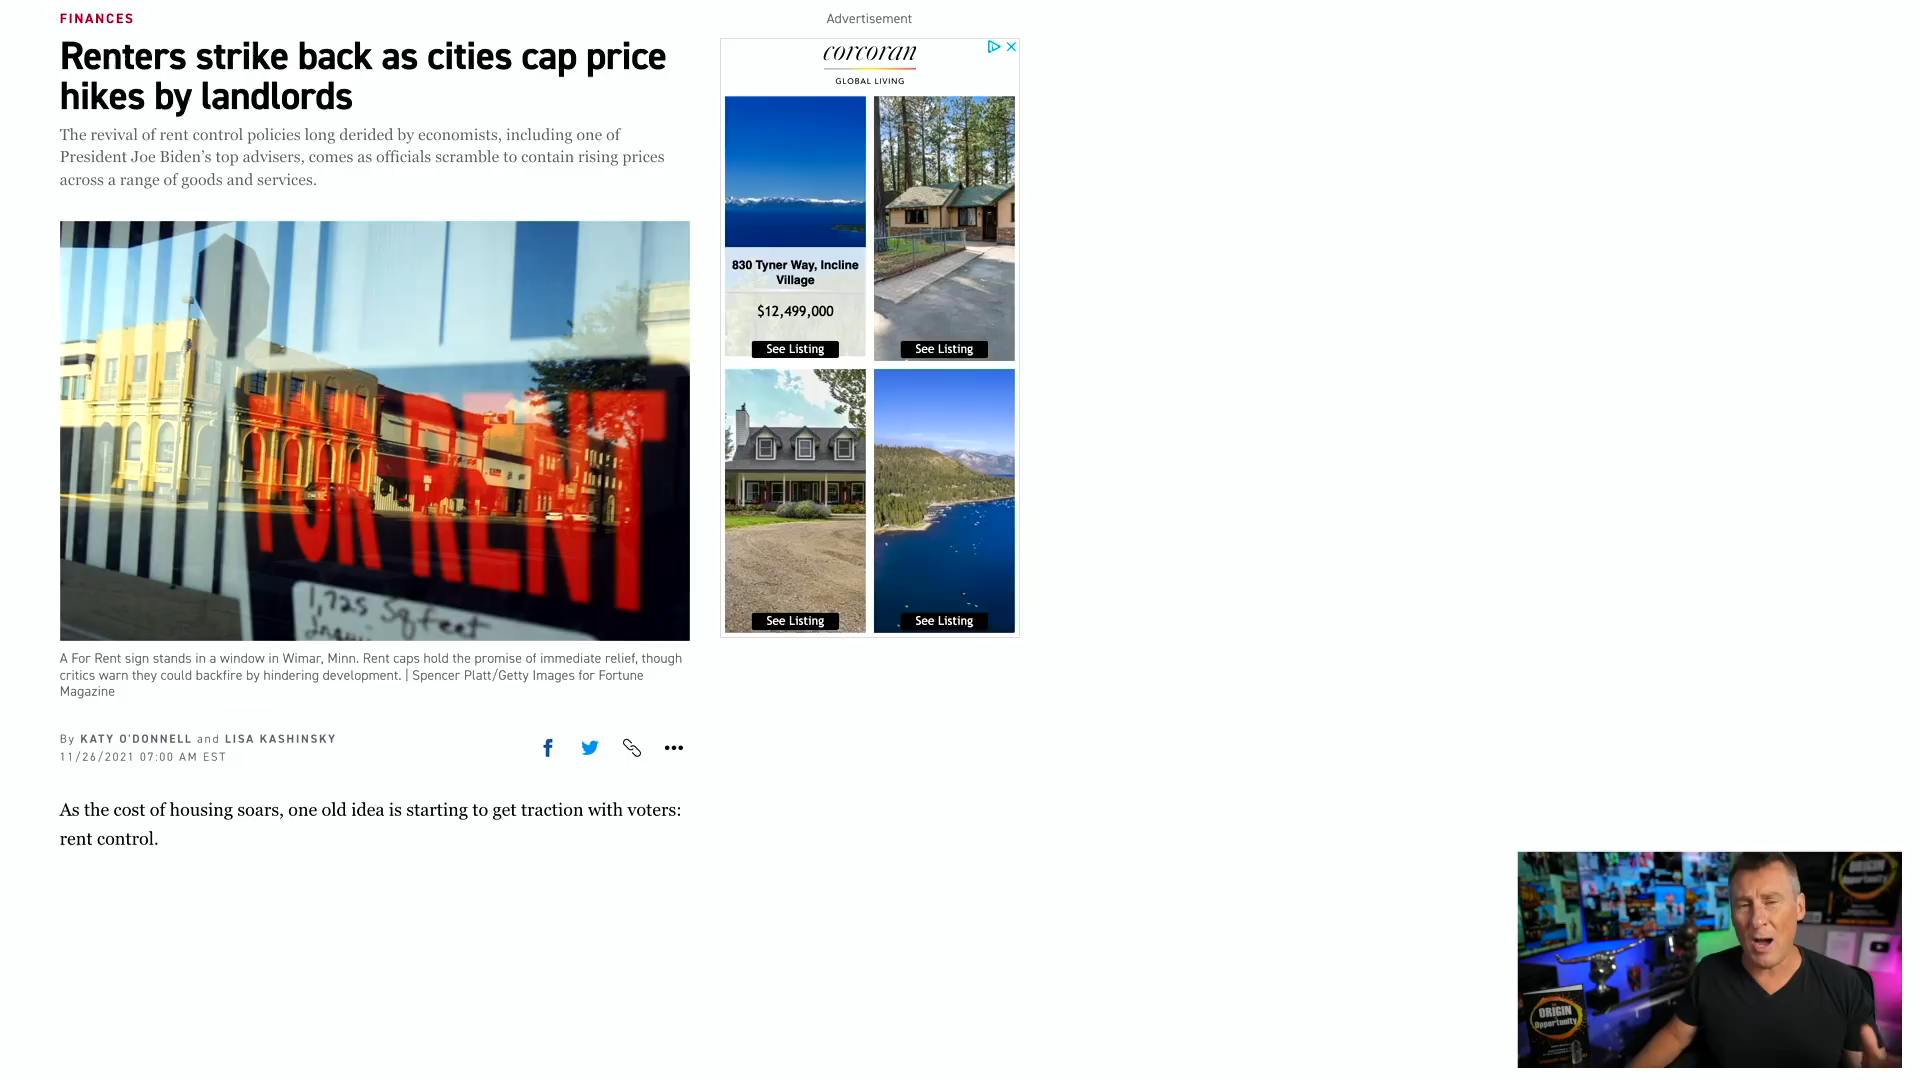 FINANCES
Renters strike back as cities cap price
hikes by landlords
The revival of rent control policies long derided by economists, including one of
President Joe Biden’s top advisers, comes as officials scramble to contain rising prices
across a range of goods and services.
FOR RENT
1,725 Sq feet
A For Rent sign stands in a window in Wimar, Minn. Rent caps hold the promise of immediate relief, though
critics warn they could backfire by hindering development. | Spencer Platt/Getty Images for Fortune
Magazine
By KATY O'DONNELL and LISA KASHINSKY
11/26/2021 07:00 AM EST
As the cost of housing soars, one old idea is starting to get traction with voters:
rent control.
Advertisement
corcoran
GLOBAL LIVING
830 Tyner Way, Incline
Village
$12,499,000
See Listing
See Listing
See Listing
See Listing
ORIGIN
Opportunity
ORIGIN
Opportunity